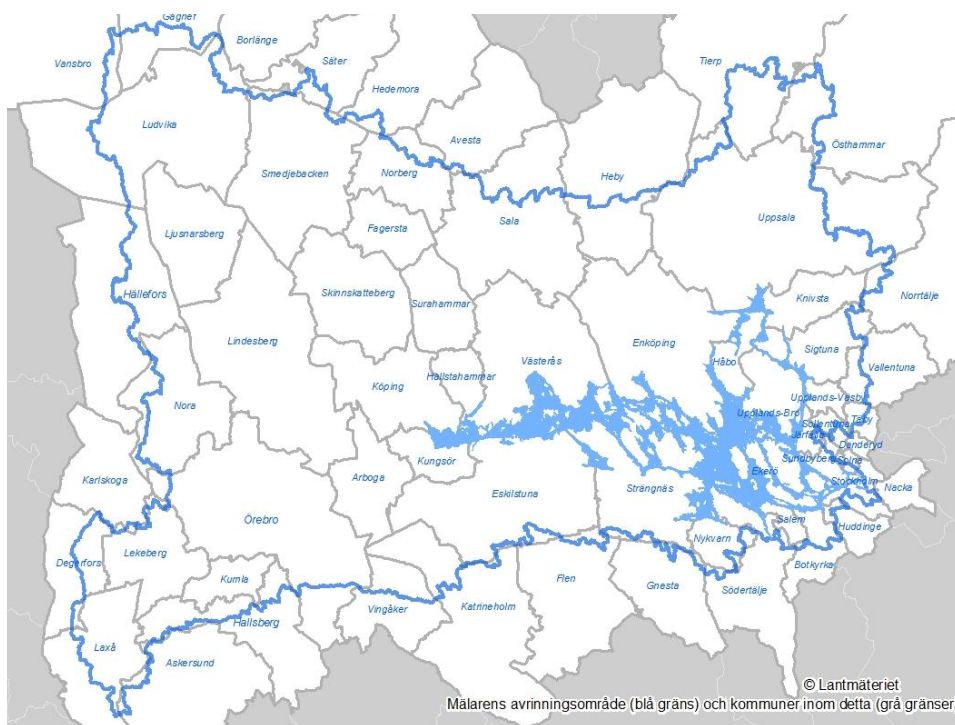 Gagnef
Borlänge
Säter
Vansbro
Tierp
Hedemora
Ludvika
Avesta
Östhammar
Smedjebacken
Norberg
Heby
Uppsala
Sala
Fagersta
Ljusnarsberg
Hällefors
Skinnskatteberg
Surahammar
Knivsta
Norrtälje
Lindesberg
Enköping
Sigtuna
Västerås
Håbo
Vallentuna
Hallstahammar
Köping
Upplands-Väsby
Nora
Upplands-Bro
Täby
Sollentuna
Järfälla
Danderyd
Kungsör
Sundbyberg
Solna
Ekerö
Karlskoga
Arboga
Stockholm
Strängnäs
Nacka
Eskilstuna
Örebro
Salem
Huddinge
Nykvarn
Lekeberg
Degerfors
Botkyrka
Kumla
Flen
Gnesta
Södertälje
Vingåker
Katrineholm
Hallsberg
Laxå
Askersund
© Lantmäteriet
Mälarens avrinningsområde (blå gräns) och kommuner inom detta (grå gränser